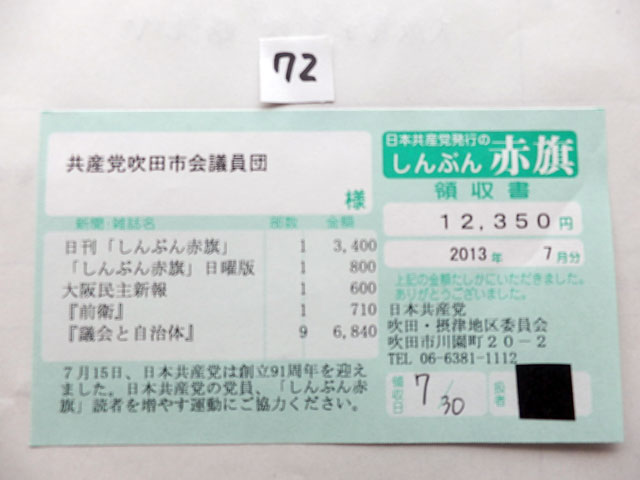 72
共産党吹田市会議員団
様
日本共産党発行の
しんぶん赤旗
領収書
12,350円
2013年 7月分
新聞・雑誌名 部数 金額
日刊「しんぶん赤旗」 1 3,400
「しんぶん赤旗」日曜版 1 800
大阪民主新報 1 600
『前衛』 1 710
『議会と自治体』 9 6,840
上記の金額たしかにいただきました。
ありがとうございました。
日本共産党
吹田・摂津地区委員会
吹田市川園町20-2
TEL 06-6381-1112
7月15日、日本共産党は創立91周年を迎え
ました。日本共産党の党員、「しんぶん赤
旗」読者を増やす運動にご協力ください。
領収日 7/30 扱者